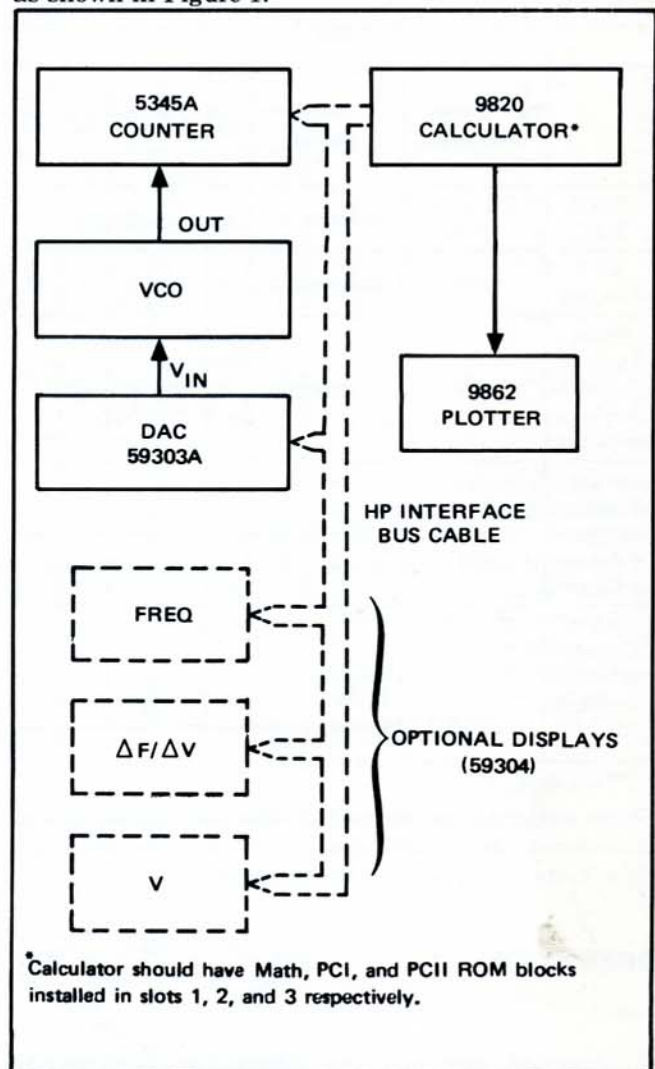 as shown in Figure 1.
5345A
COUNTER
9820
CALCULATOR*
OUT
VCO
VIN
DAC
59303A
9862
PLOTTER
HP INTERFACE
BUS CABLE
FREQ
ΔF/ΔV
V
OPTIONAL DISPLAYS
(59304)
*Calculator should have Math, PCI, and PCII ROM blocks
installed in slots 1, 2, and 3 respectively.